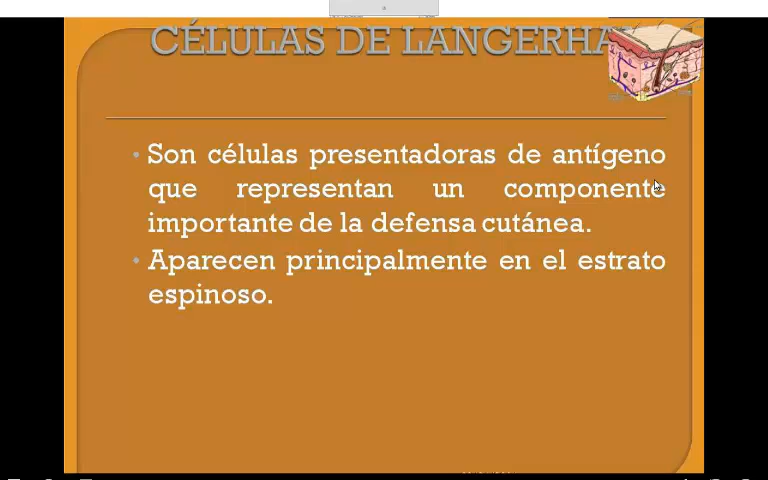 CÉLULAS DE LANGERHA
• Son células presentadoras de antígeno
que representan un componente
importante de la defensa cutánea.
• Aparecen principalmente en el estrato
espinoso.